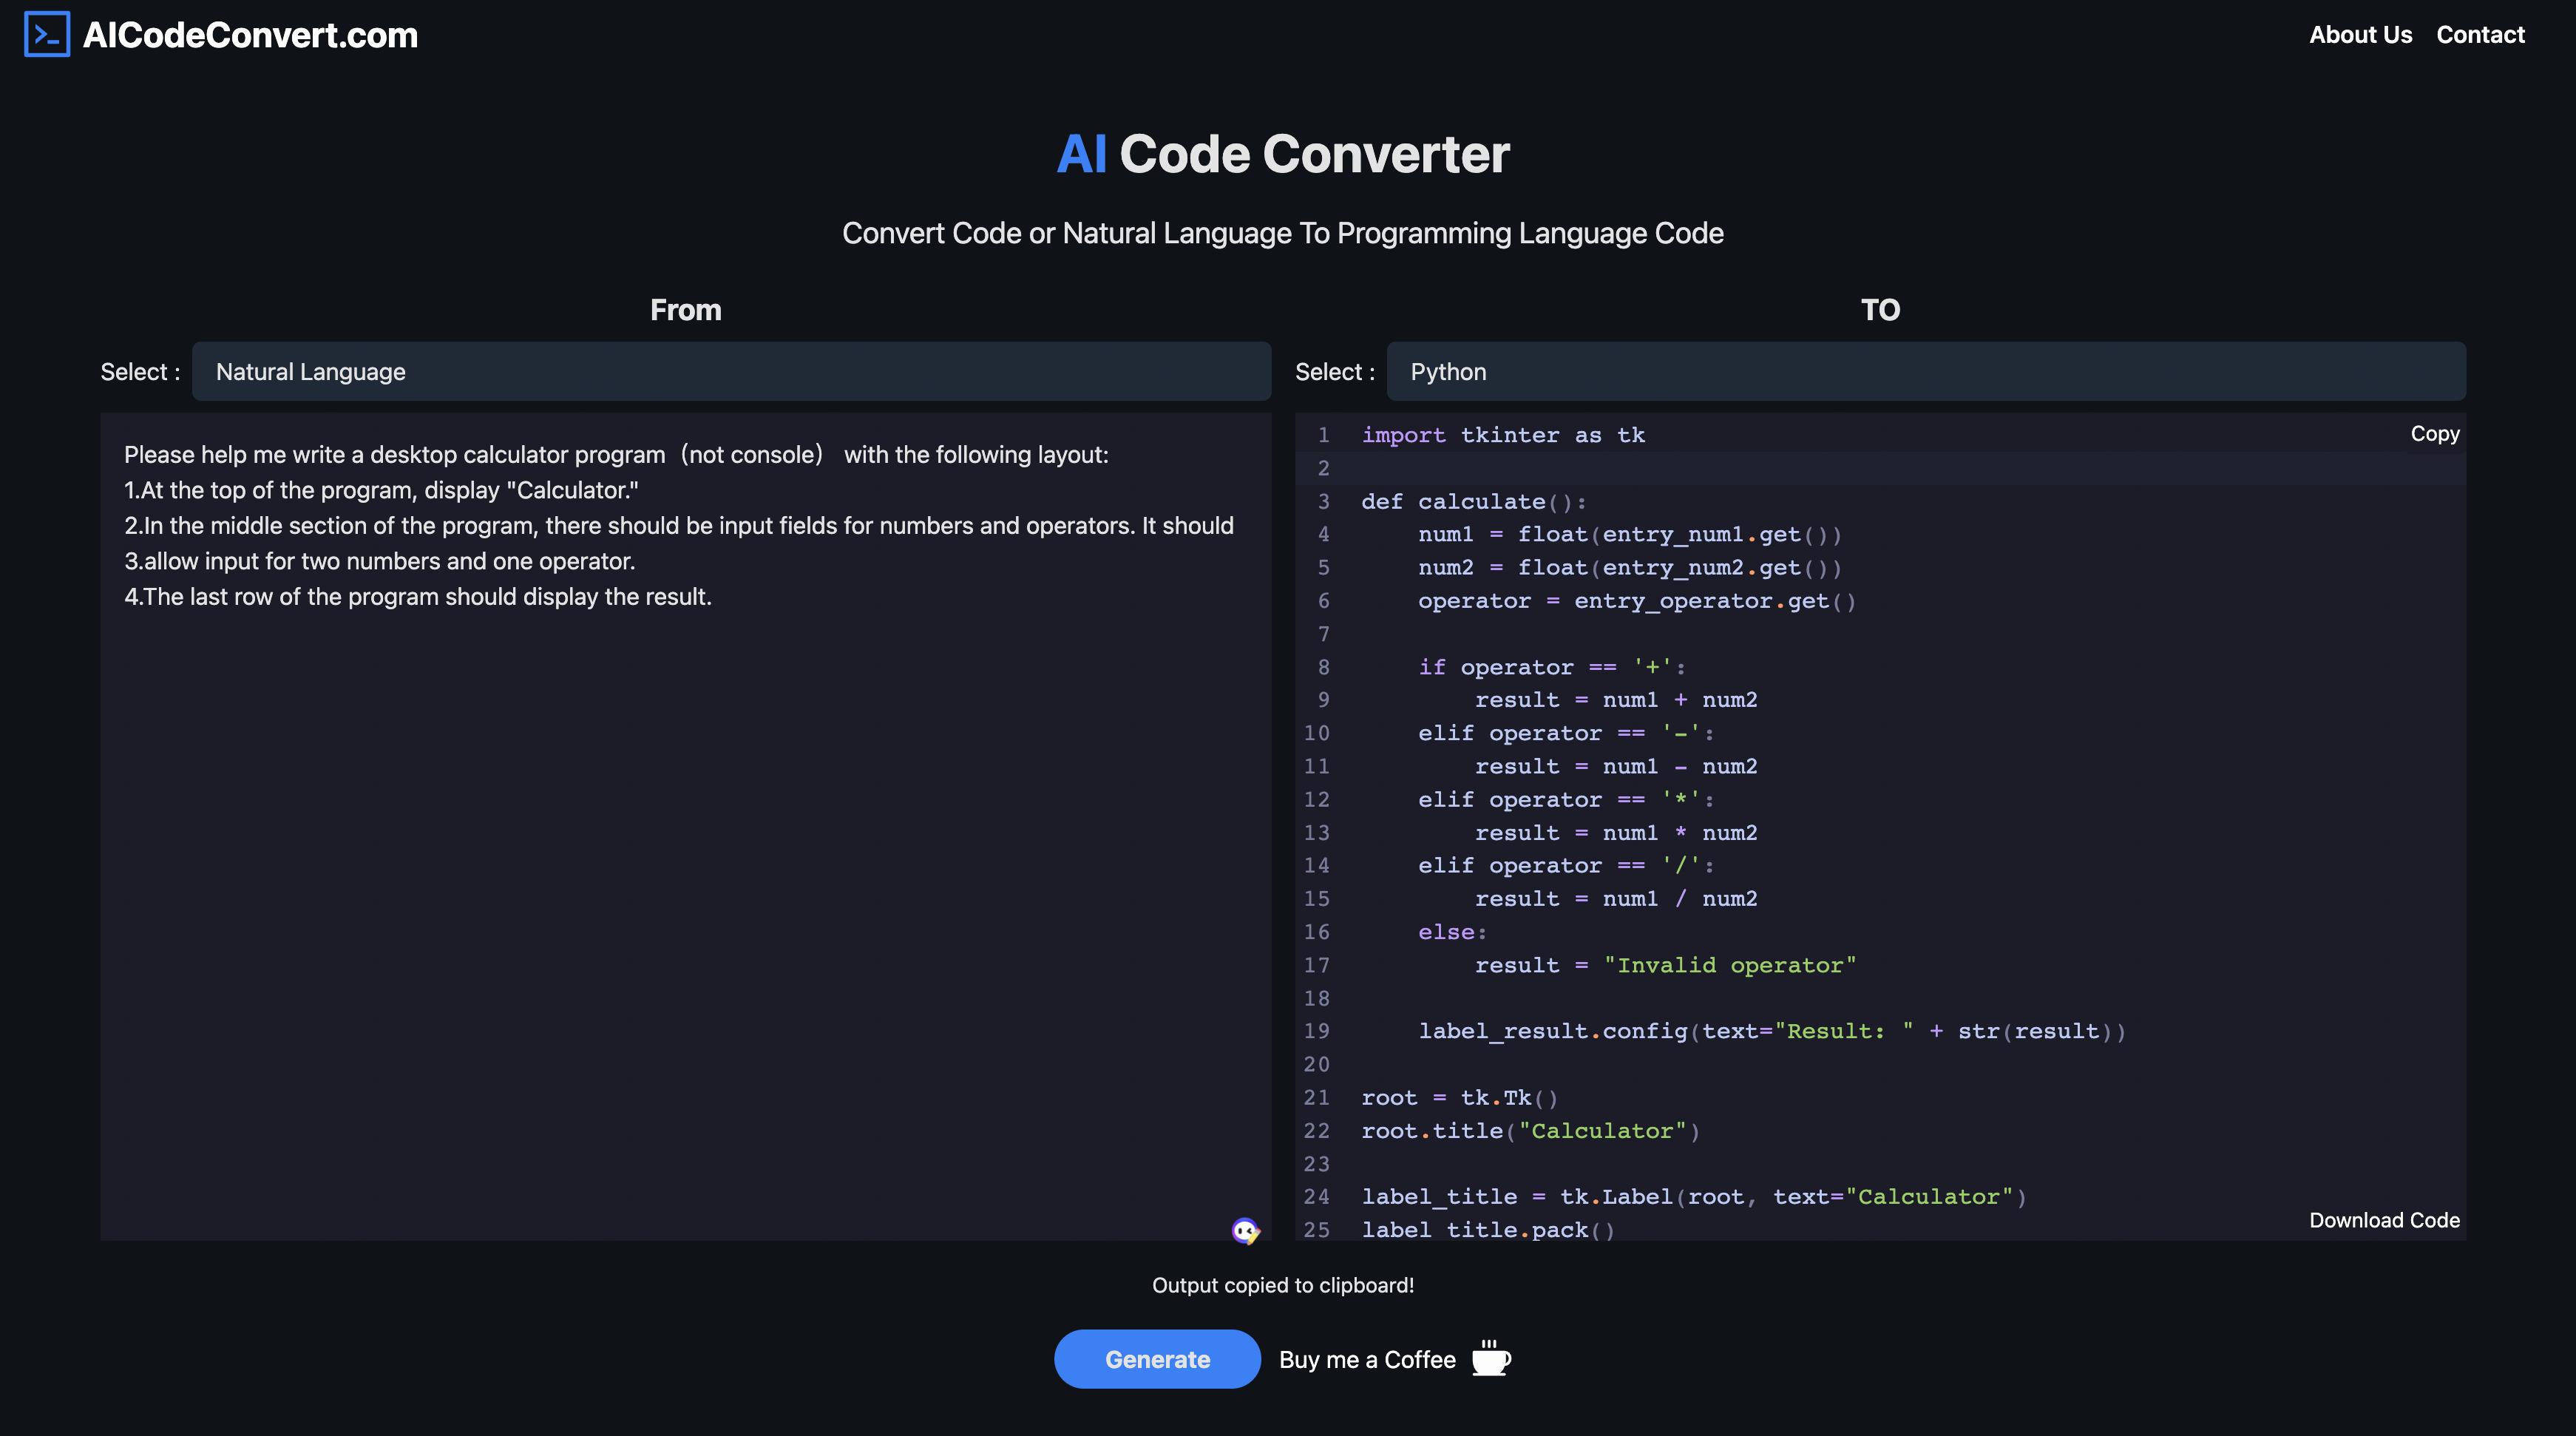 AICodeConvert.com
About Us Contact
AI Code Converter
Convert Code or Natural Language To Programming Language Code
From
Select : Natural Language
Please help me write a desktop calculator program（not console） with the following layout:
1.At the top of the program, display "Calculator."
2.In the middle section of the program, there should be input fields for numbers and operators. It should
3.allow input for two numbers and one operator.
4.The last row of the program should display the result.
TO
Select : Python
Copy
1 import tkinter as tk
2
3 def calculate():
4     num1 = float(entry_num1.get())
5     num2 = float(entry_num2.get())
6     operator = entry_operator.get()
7
8     if operator == '+':
9         result = num1 + num2
10     elif operator == '-':
11         result = num1 - num2
12     elif operator == '*':
13         result = num1 * num2
14     elif operator == '/':
15         result = num1 / num2
16     else:
17         result = "Invalid operator"
18
19     label_result.config(text="Result: " + str(result))
20
21 root = tk.Tk()
22 root.title("Calculator")
23
24 label_title = tk.Label(root, text="Calculator")
25 label_title.pack()
Download Code
Output copied to clipboard!
Generate Buy me a Coffee